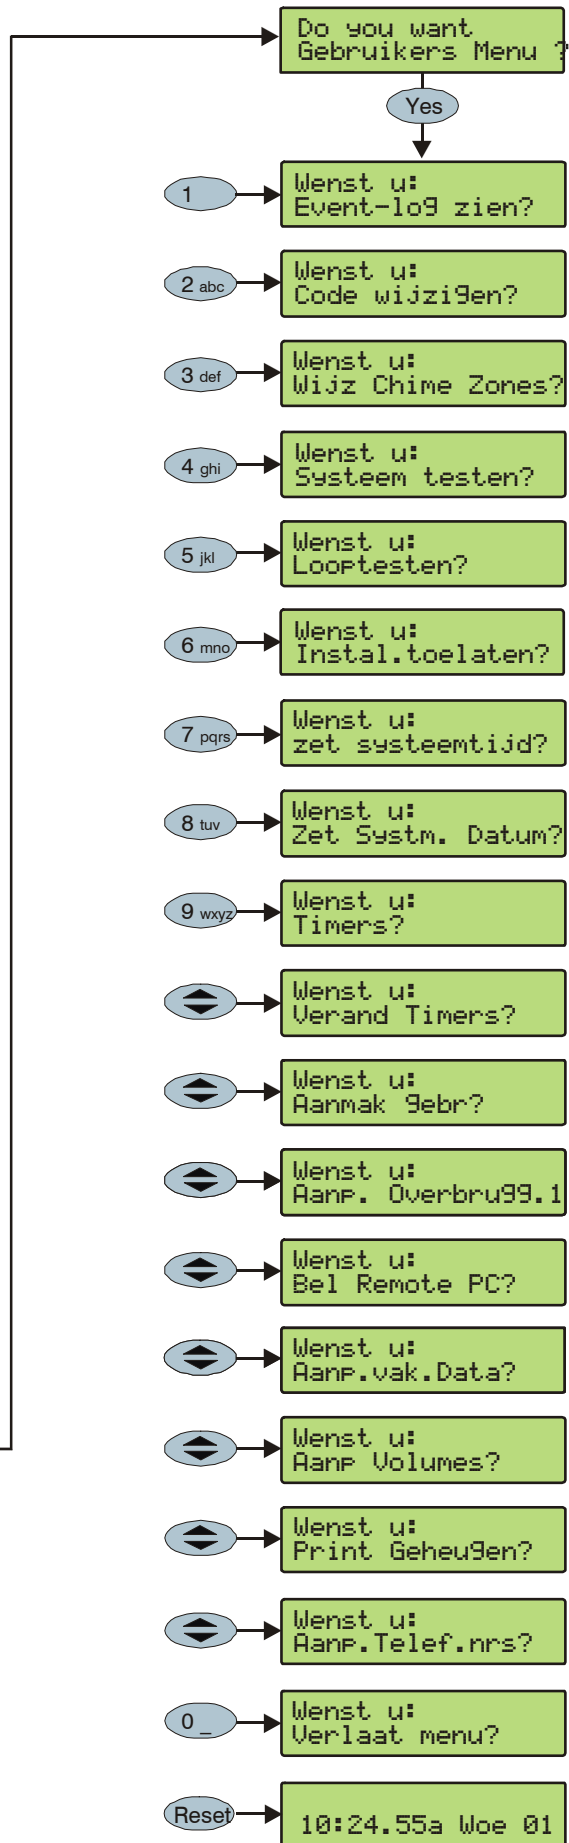 Do you want
Gebruikers Menu ?
Yes
1
Wenst u:
Event-log zien?
2 abc
Wenst u:
Code wijzigen?
3 def
Wenst u:
Wijz Chime Zones?
4 ghi
Wenst u:
Systeem testen?
5 jkl
Wenst u:
Looptesten?
6 mno
Wenst u:
Instal.toelaten?
7 pqrs
Wenst u:
zet systeemtijd?
8 tuv
Wenst u:
Zet Systm. Datum?
9 wxyz
Wenst u:
Timers?
Wenst u:
Verand Timers?
Wenst u:
Aanmak gebr?
Wenst u:
Aanp. Overbrugg.1
Wenst u:
Bel Remote PC?
Wenst u:
Aanp.vak.Data?
Wenst u:
Aanp Volumes?
Wenst u:
Print Geheugen?
Wenst u:
Aanp.Telef.nrs?
0 _
Wenst u:
Verlaat menu?
Reset
10:24.55a Woe 01